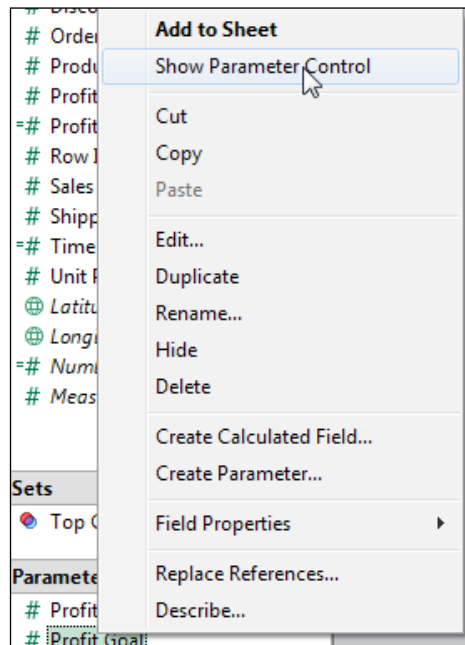 Add to Sheet
# Order
Show Parameter Control
# Produ
# Profit
Cut
=# Profit
Copy
# Row I
# Sales
Paste
# Shipp
=# Time
Edit...
# Unit P
Duplicate
Latitu
Rename...
Longi
Hide
=# Numb
Delete
# Meas
Create Calculated Field...
Create Parameter...
Sets
Top C
Field Properties
Paramete
Replace References...
# Profit
Describe...
# Profit Goal